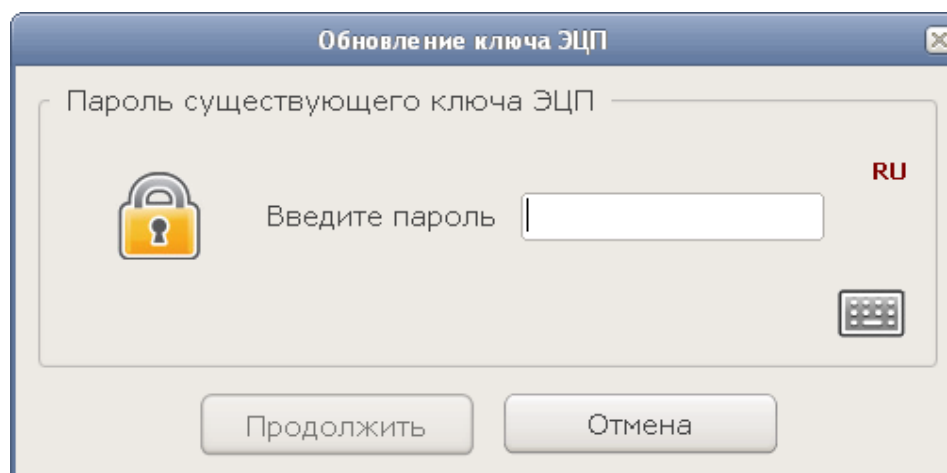 Обновление ключа ЭЦП
Пароль существующего ключа ЭЦП
RU
Введите пароль
Продолжить
Отмена